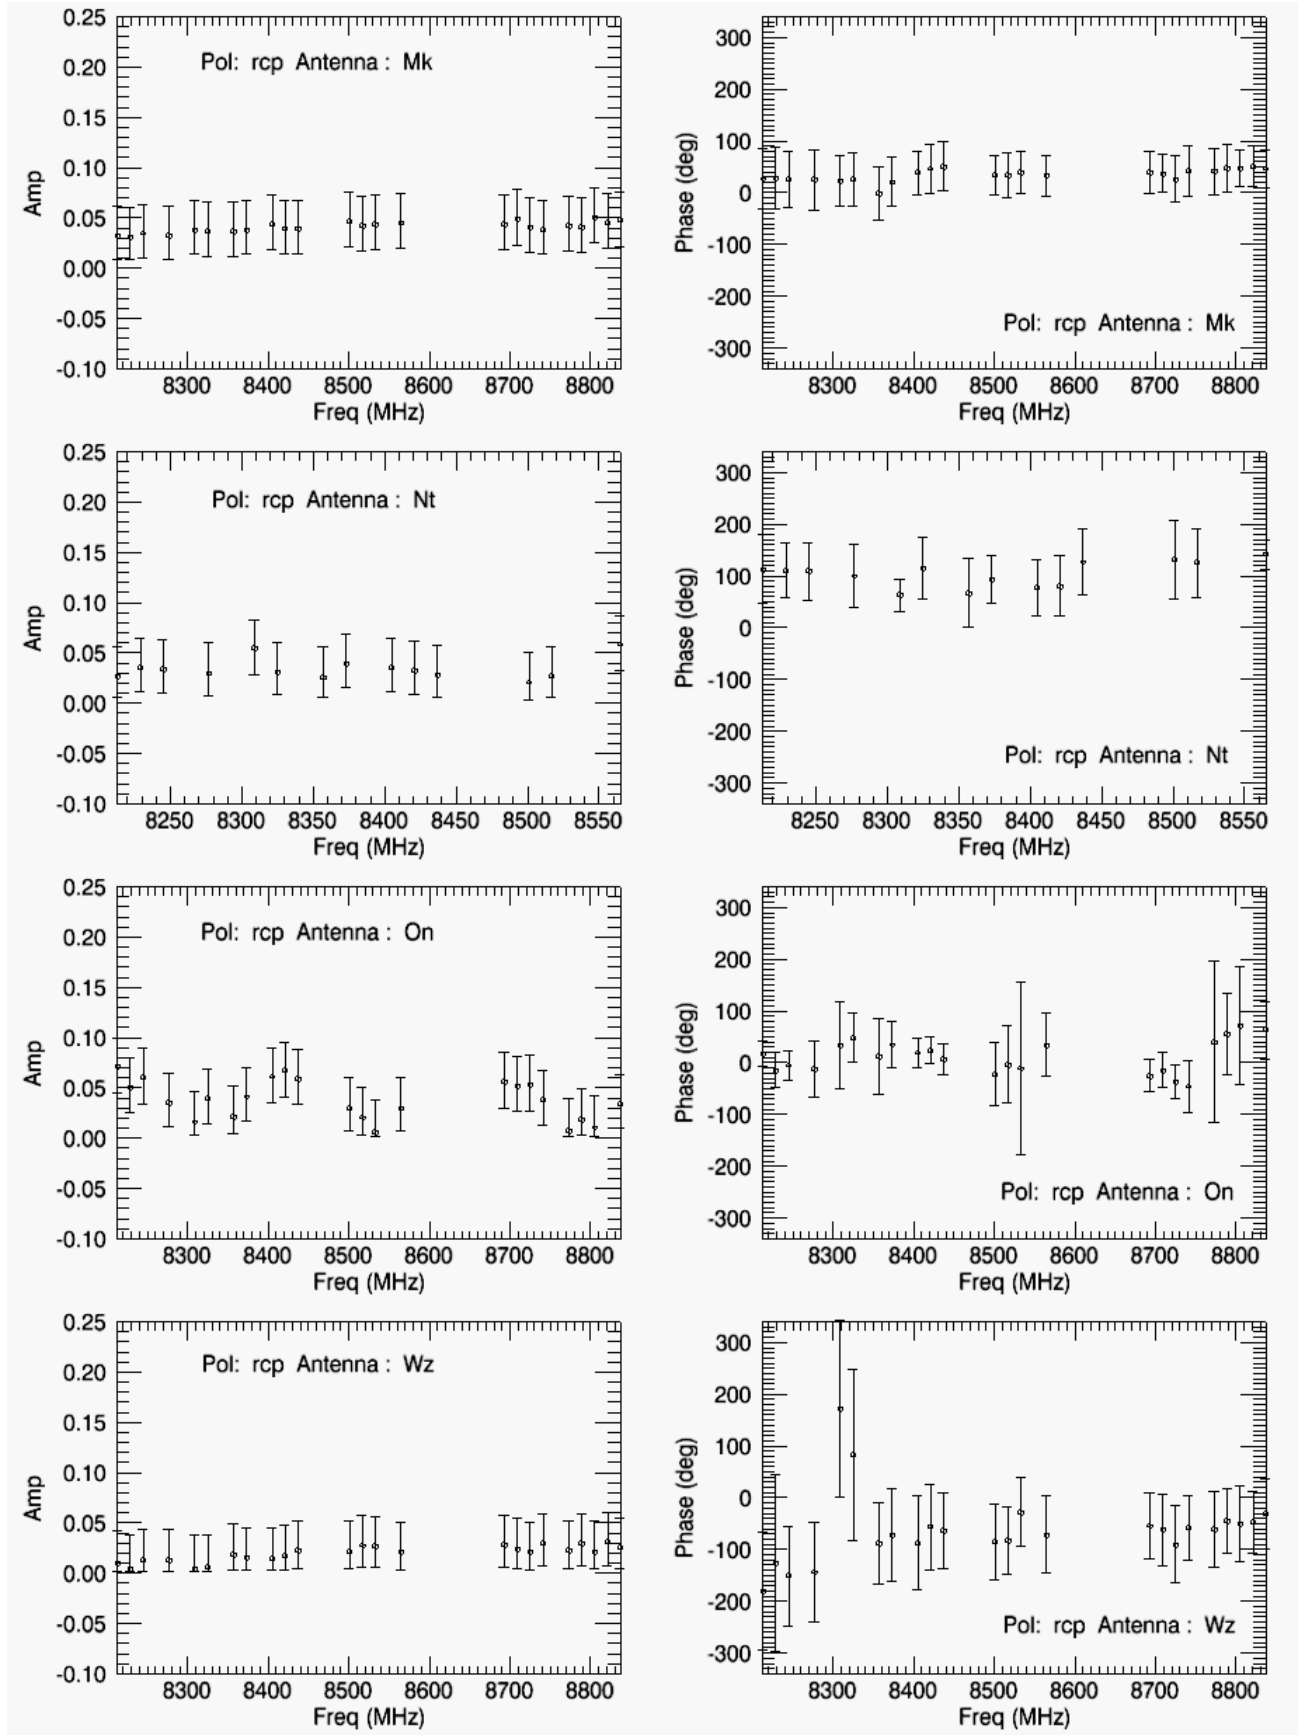 0.25
0.20
0.15
0.10
0.05
0.00
-0.05
-0.10
Amp
Pol: rcp Antenna : Mk
8300 8400 8500 8600 8700 8800
Freq (MHz)
300
200
100
0
-100
-200
-300
Phase (deg)
Pol: rcp Antenna : Mk
8300 8400 8500 8600 8700 8800
Freq (MHz)
0.25
0.20
0.15
0.10
0.05
0.00
-0.05
-0.10
Amp
Pol: rcp Antenna : Nt
8250 8300 8350 8400 8450 8500 8550
Freq (MHz)
300
200
100
0
-100
-200
-300
Phase (deg)
Pol: rcp Antenna : Nt
8250 8300 8350 8400 8450 8500 8550
Freq (MHz)
0.25
0.20
0.15
0.10
0.05
0.00
-0.05
-0.10
Amp
Pol: rcp Antenna : On
8300 8400 8500 8600 8700 8800
Freq (MHz)
300
200
100
0
-100
-200
-300
Phase (deg)
Pol: rcp Antenna : On
8300 8400 8500 8600 8700 8800
Freq (MHz)
0.25
0.20
0.15
0.10
0.05
0.00
-0.05
-0.10
Amp
Pol: rcp Antenna : Wz
8300 8400 8500 8600 8700 8800
Freq (MHz)
300
200
100
0
-100
-200
-300
Phase (deg)
Pol: rcp Antenna : Wz
8300 8400 8500 8600 8700 8800
Freq (MHz)